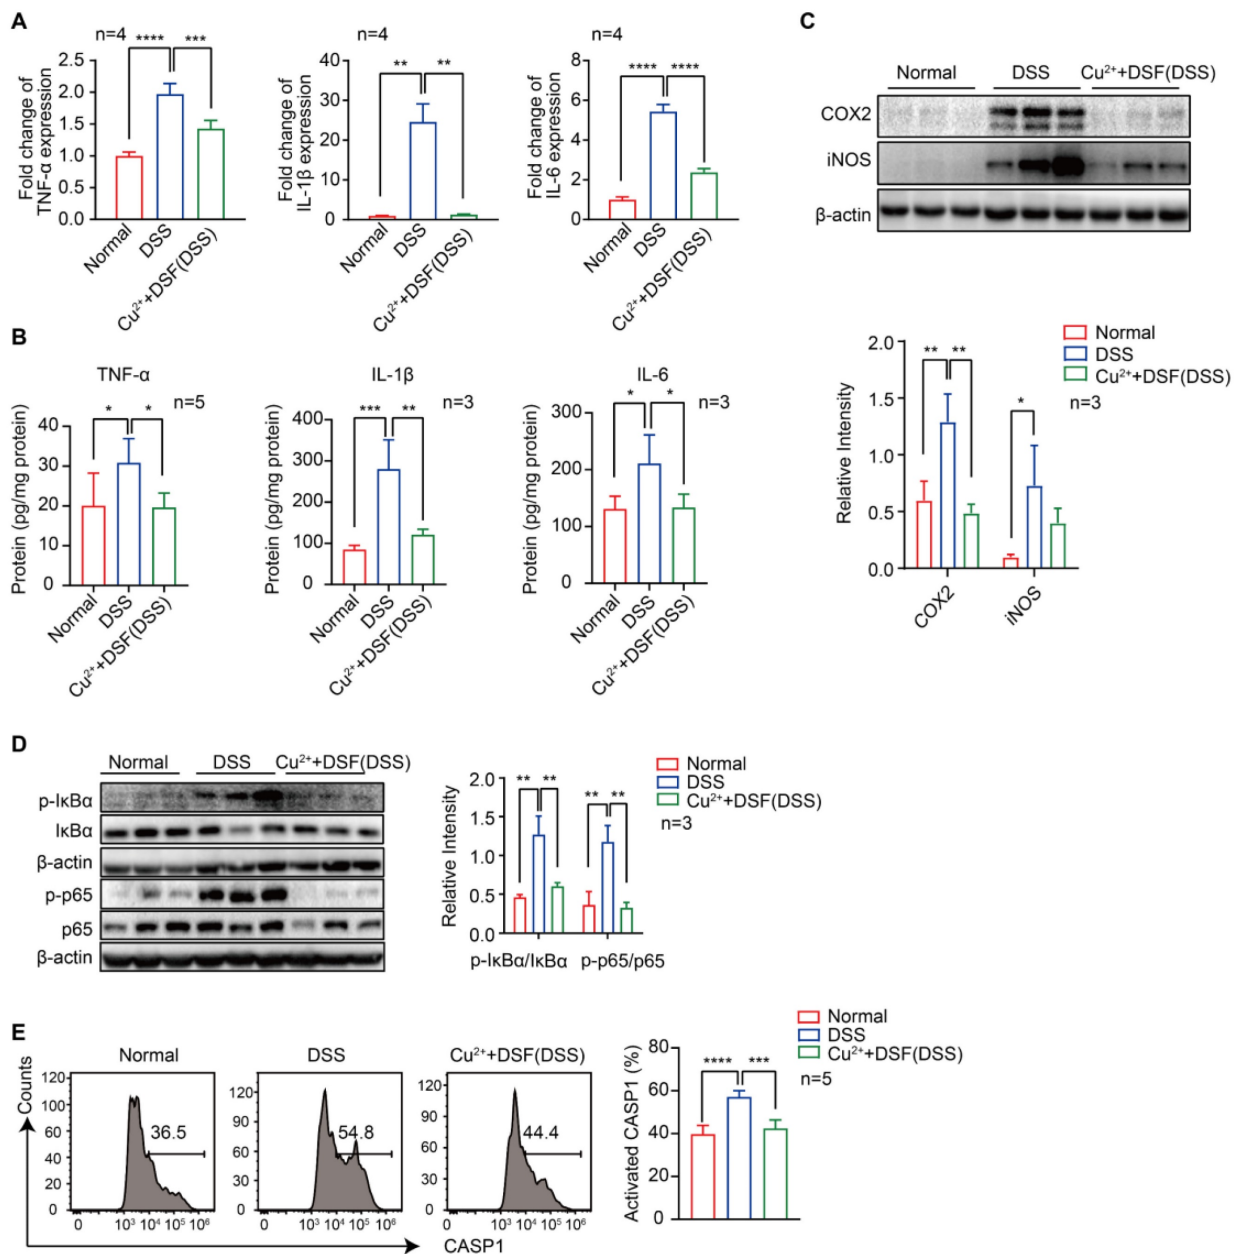 A
n=4
**** ***
Fold change of
TNF-α expression
2.5
2.0
1.5
1.0
0.5
0.0
Normal
DSS
Cu²⁺+DSF(DSS)
n=4
** **
Fold change of
IL-1β expression
40
30
20
10
0
Normal
DSS
Cu²⁺+DSF(DSS)
n=4
**** ****
Fold change of
IL-6 expression
8
6
4
2
0
Normal
DSS
Cu²⁺+DSF(DSS)
B
TNF-α
n=5
* *
Protein (pg/mg protein)
40
30
20
10
0
Normal
DSS
Cu²⁺+DSF(DSS)
IL-1β
n=3
*** **
Protein (pg/mg protein)
400
300
200
100
0
Normal
DSS
Cu²⁺+DSF(DSS)
IL-6
n=3
* *
Protein (pg/mg protein)
300
200
100
0
Normal
DSS
Cu²⁺+DSF(DSS)
C
Normal DSS Cu²⁺+DSF(DSS)
COX2
iNOS
β-actin
Normal
DSS
Cu²⁺+DSF(DSS)
n=3
** **
*
Relative Intensity
2.0
1.5
1.0
0.5
0.0
COX2
iNOS
D
Normal DSS Cu²⁺+DSF(DSS)
p-IκBα
IκBα
β-actin
p-p65
p65
β-actin
Normal
DSS
Cu²⁺+DSF(DSS)
n=3
** **
** **
Relative Intensity
2.0
1.5
1.0
0.5
0.0
p-IκBα/IκBα p-p65/p65
E
Counts
Normal
120
100
80
60
40
20
0
36.5
0 10³ 10⁴ 10⁵ 10⁶
DSS
120
90
60
30
0
54.8
0 10³ 10⁴ 10⁵ 10⁶
Cu²⁺+DSF(DSS)
120
90
60
30
0
44.4
0 10³ 10⁴ 10⁵ 10⁶
CASP1
Normal
DSS
Cu²⁺+DSF(DSS)
n=5
**** ***
Activated CASP1 (%)
80
60
40
20
0